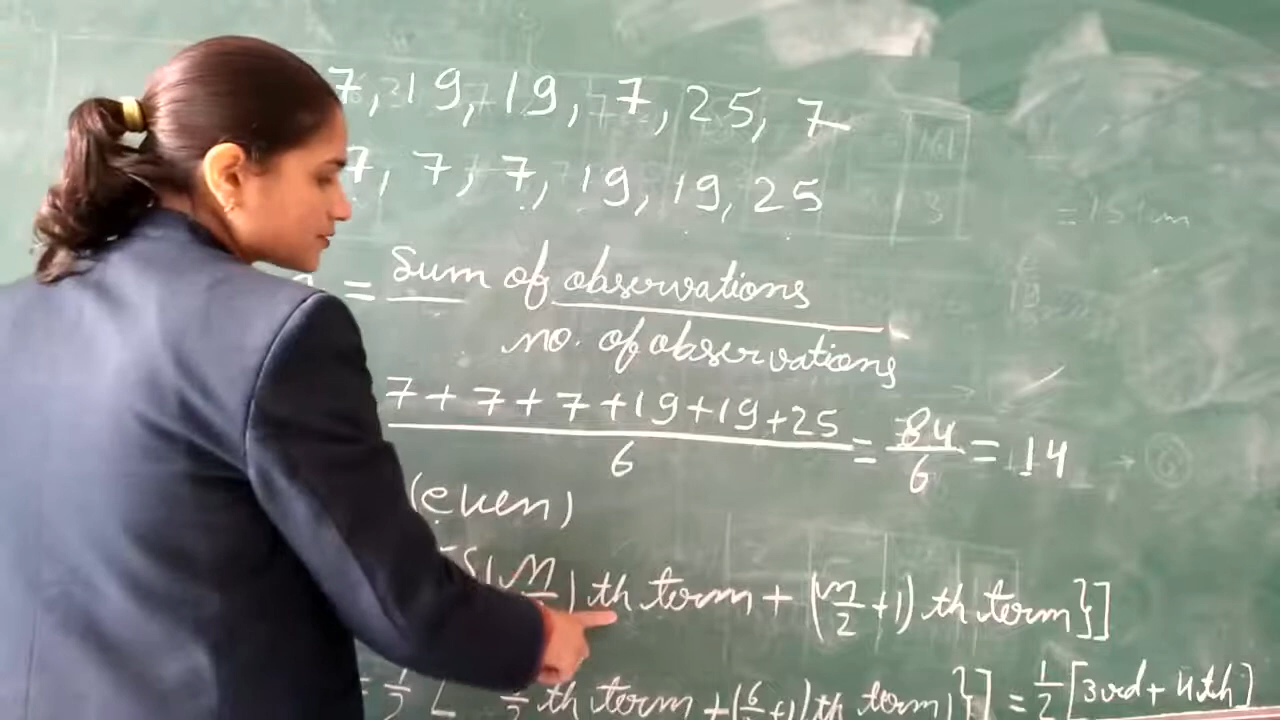 7, 19, 19, 7, 25, 7
7, 7, 7, 19, 19, 25
= Sum of observations
no. of observations
7 + 7 + 7 + 19 + 19 + 25 = 84 = 14
6 6
(even)
th term + (n/2 + 1) th term}]
= 1/2 [ th term + (6/2 + 1) th term)}] = 1/2 [3rd + 4th]